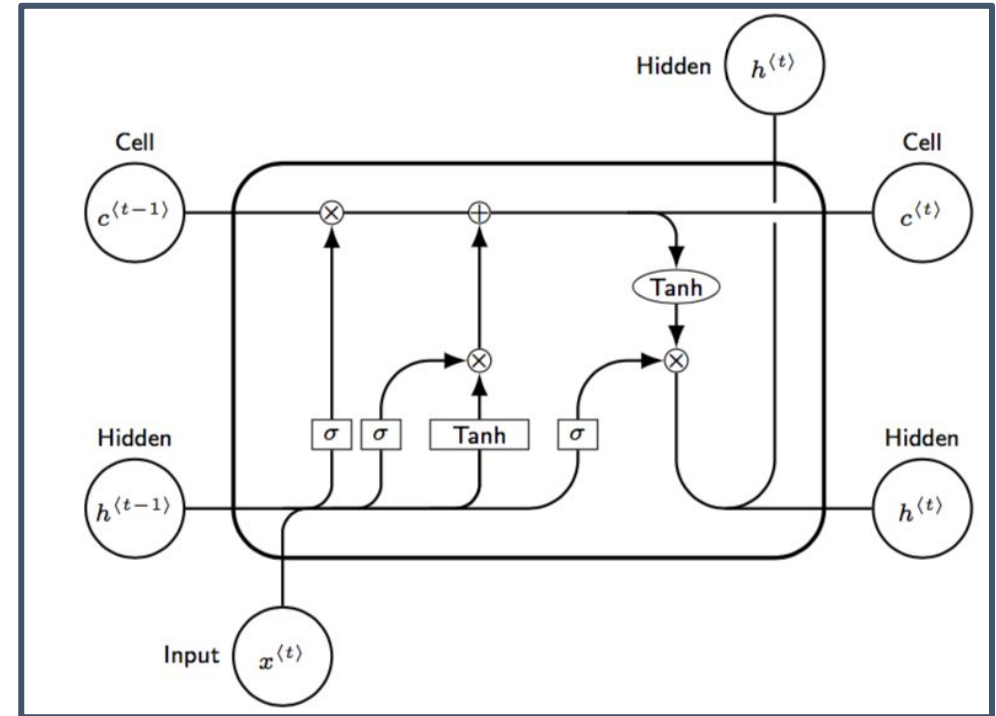 Hidden
h⟨t⟩
Cell
Cell
c⟨t−1⟩
c⟨t⟩
Tanh
σ
σ
Tanh
σ
Hidden
Hidden
h⟨t−1⟩
h⟨t⟩
Input
x⟨t⟩